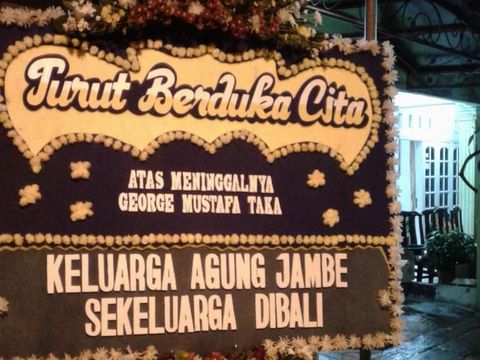 Turut Berduka Cita
ATAS MENINGGALNYA
GEORGE MUSTAFA TAKA
KELUARGA AGUNG JAMBE
SEKELUARGA DIBALI